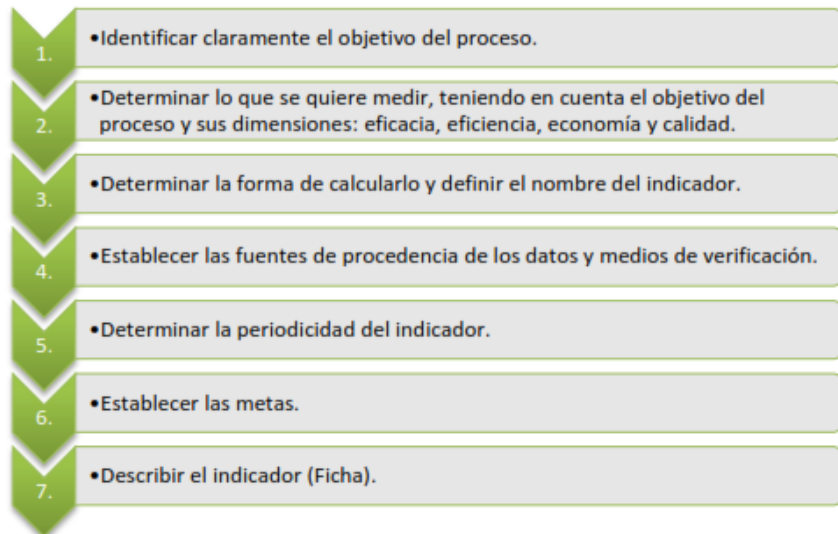 1.
•Identificar claramente el objetivo del proceso.
2.
•Determinar lo que se quiere medir, teniendo en cuenta el objetivo del
proceso y sus dimensiones: eficacia, eficiencia, economía y calidad.
3.
•Determinar la forma de calcularlo y definir el nombre del indicador.
4.
•Establecer las fuentes de procedencia de los datos y medios de verificación.
5.
•Determinar la periodicidad del indicador.
6.
•Establecer las metas.
7.
•Describir el indicador (Ficha).